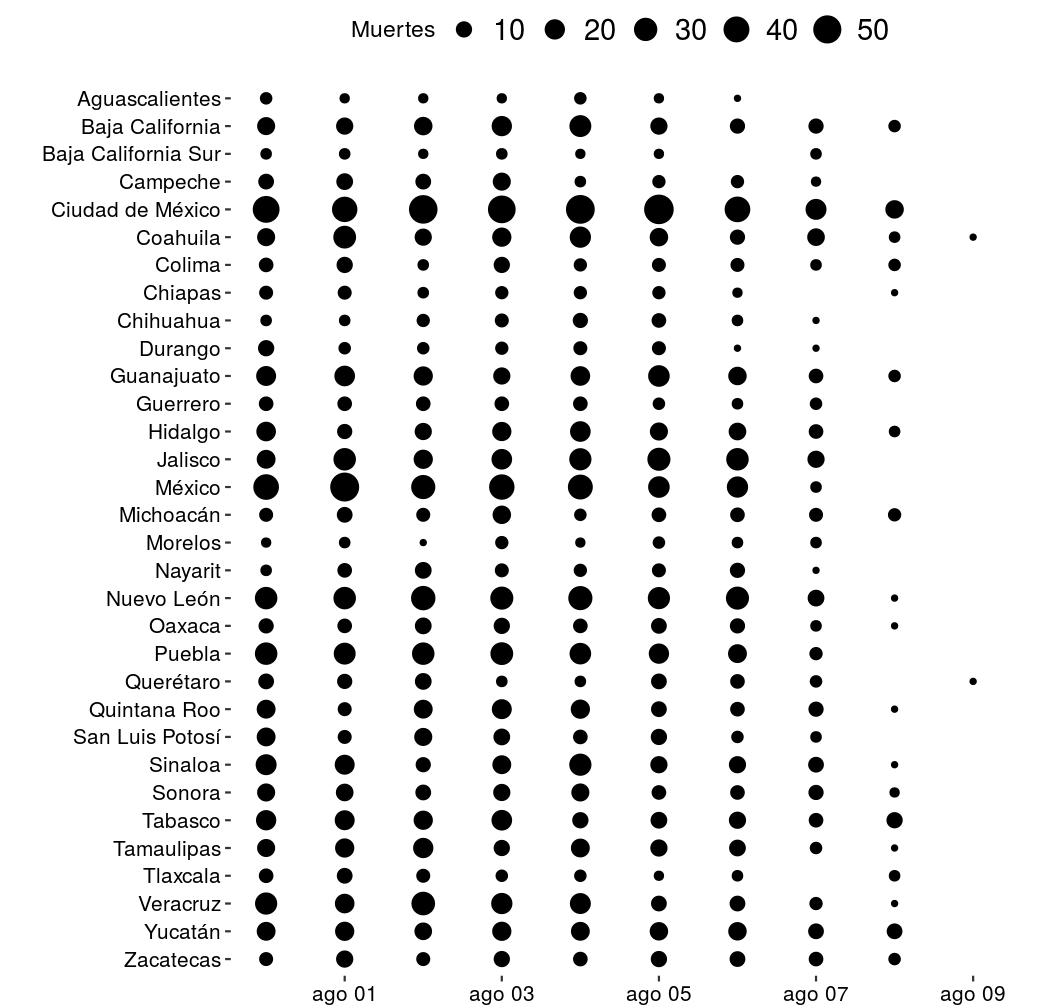 Muertes 10 20 30 40 50
Aguascalientes
Baja California
Baja California Sur
Campeche
Ciudad de México
Coahuila
Colima
Chiapas
Chihuahua
Durango
Guanajuato
Guerrero
Hidalgo
Jalisco
México
Michoacán
Morelos
Nayarit
Nuevo León
Oaxaca
Puebla
Querétaro
Quintana Roo
San Luis Potosí
Sinaloa
Sonora
Tabasco
Tamaulipas
Tlaxcala
Veracruz
Yucatán
Zacatecas
ago 01 ago 03 ago 05 ago 07 ago 09